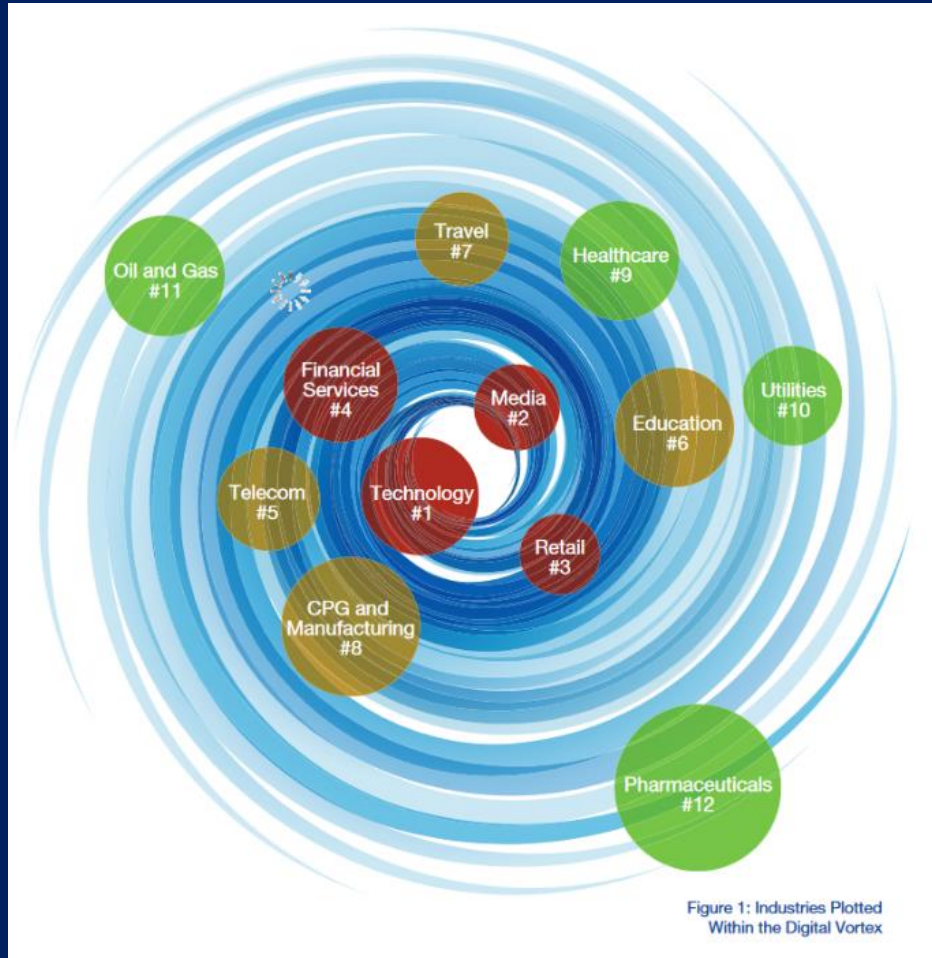 Travel
#7
Healthcare
#9
Oil and Gas
#11
Financial
Services
#4
Media
#2
Utilities
#10
Education
#6
Telecom
#5
Technology
#1
Retail
#3
CPG and
Manufacturing
#8
Pharmaceuticals
#12
Figure 1: Industries Plotted
Within the Digital Vortex